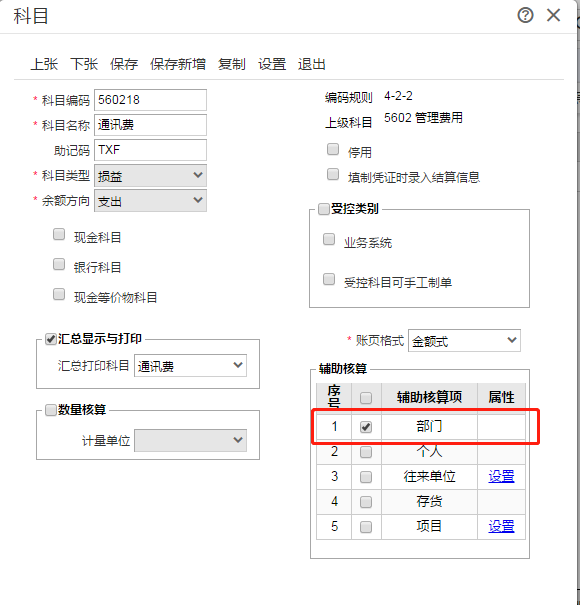 科目
上张 下张 保存 保存新增 复制 设置 退出
* 科目编码 560218
* 科目名称 通讯费
助记码 TXF
* 科目类型 损益
* 余额方向 支出
现金科目
银行科目
现金等价物科目
汇总显示与打印
汇总打印科目 通讯费
数量核算
计量单位
编码规则 4-2-2
上级科目 5602 管理费用
停用
填制凭证时录入结算信息
受控类别
业务系统
受控科目可手工制单
* 账页格式 金额式
辅助核算
序号 辅助核算项 属性
1 部门
2 个人
3 往来单位 设置
4 存货
5 项目 设置